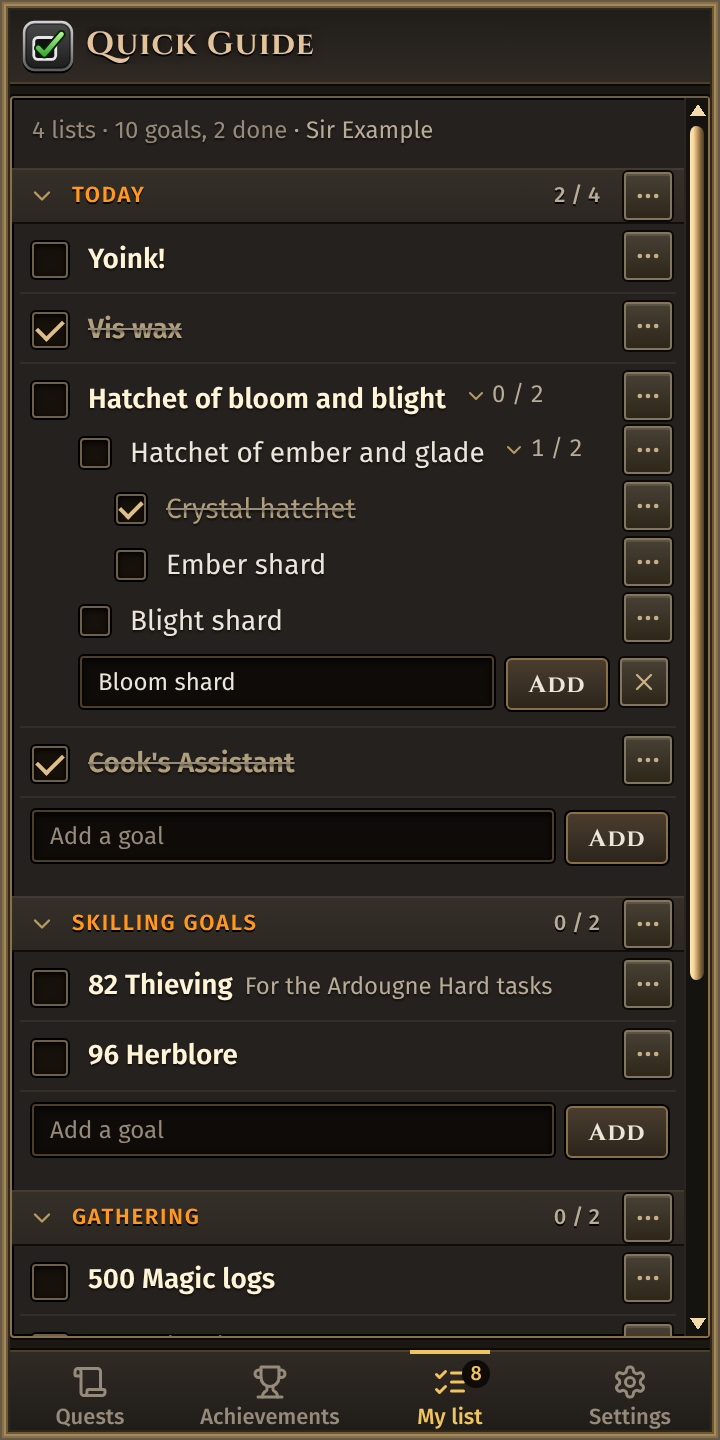 Quick Guide
4 lists · 10 goals, 2 done · Sir Example
TODAY 2 / 4
Yoink!
Vis wax
Hatchet of bloom and blight 0 / 2
Hatchet of ember and glade 1 / 2
Crystal hatchet
Ember shard
Blight shard
Bloom shard ADD
Cook's Assistant
Add a goal ADD
SKILLING GOALS 0 / 2
82 Thieving For the Ardougne Hard tasks
96 Herblore
Add a goal ADD
GATHERING 0 / 2
500 Magic logs
8
Quests Achievements My list Settings